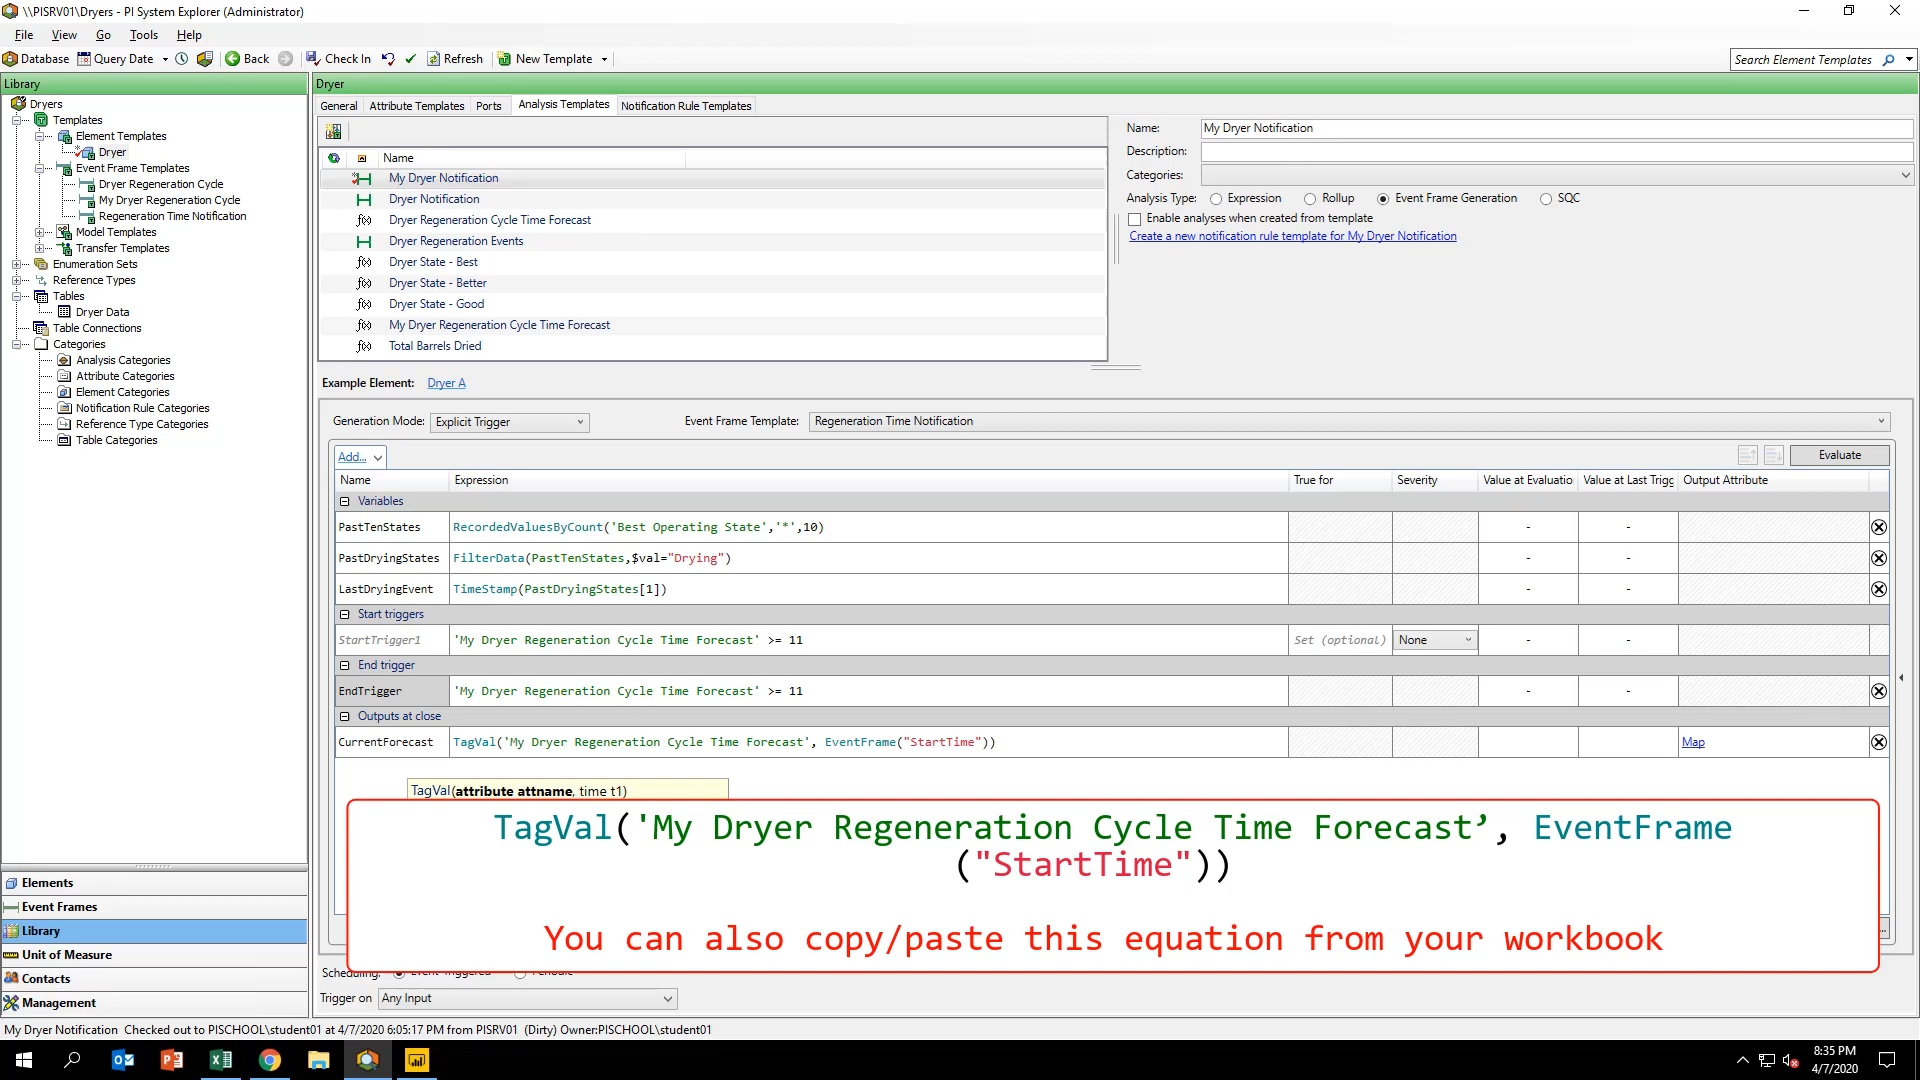 \\PISRV01\Dryers - PI System Explorer (Administrator)
File View Go Tools Help
Database Query Date Back Check In Refresh New Template Search Element Templates
Library
Dryers
Templates
Element Templates
Dryer
Event Frame Templates
Dryer Regeneration Cycle
My Dryer Regeneration Cycle
Regeneration Time Notification
Model Templates
Transfer Templates
Enumeration Sets
Reference Types
Tables
Dryer Data
Table Connections
Categories
Analysis Categories
Attribute Categories
Element Categories
Notification Rule Categories
Reference Type Categories
Table Categories
Elements
Event Frames
Library
Unit of Measure
Contacts
Management
Dryer
General Attribute Templates Ports Analysis Templates Notification Rule Templates
Name
My Dryer Notification
Dryer Notification
f(x) Dryer Regeneration Cycle Time Forecast
Dryer Regeneration Events
f(x) Dryer State - Best
f(x) Dryer State - Better
f(x) Dryer State - Good
f(x) My Dryer Regeneration Cycle Time Forecast
f(x) Total Barrels Dried
Name: My Dryer Notification
Description:
Categories:
Analysis Type: Expression Rollup Event Frame Generation SQC
Enable analyses when created from template
Create a new notification rule template for My Dryer Notification
Example Element: Dryer A
Generation Mode: Explicit Trigger Event Frame Template: Regeneration Time Notification
Add... Evaluate
Name Expression True for Severity Value at Evaluatio Value at Last Trigg Output Attribute
Variables
PastTenStates RecordedValuesByCount('Best Operating State','*',10) - -
PastDryingStates FilterData(PastTenStates,$val="Drying") - -
LastDryingEvent TimeStamp(PastDryingStates[1]) - -
Start triggers
StartTrigger1 'My Dryer Regeneration Cycle Time Forecast' >= 11 Set (optional) None - -
End trigger
EndTrigger 'My Dryer Regeneration Cycle Time Forecast' >= 11 - -
Outputs at close
CurrentForecast TagVal('My Dryer Regeneration Cycle Time Forecast', EventFrame("StartTime")) Map
TagVal(attribute attname, time t1)
TagVal('My Dryer Regeneration Cycle Time Forecast’, EventFrame
("StartTime"))
You can also copy/paste this equation from your workbook
...
Scheduling: Event-Triggered Periodic
Trigger on Any Input
My Dryer Notification Checked out to PISCHOOL\student01 at 4/7/2020 6:05:17 PM from PISRV01 (Dirty) Owner:PISCHOOL\student01
8:35 PM
4/7/2020